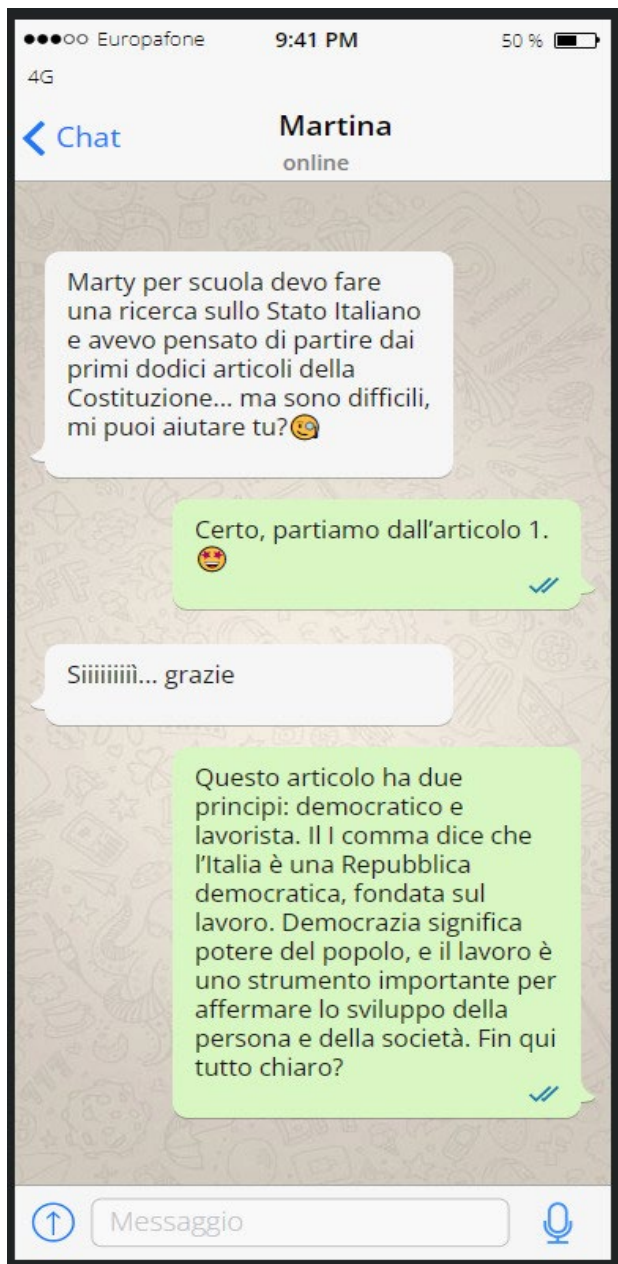 Europafone 9:41 PM 50 %
4G
Chat Martina
online
Marty per scuola devo fare
una ricerca sullo Stato Italiano
e avevo pensato di partire dai
primi dodici articoli della
Costituzione... ma sono difficili,
mi puoi aiutare tu?🧐
Certo, partiamo dall'articolo 1.
🤩
Siiiiiiiiì... grazie
Questo articolo ha due
principi: democratico e
lavorista. Il I comma dice che
l'Italia è una Repubblica
democratica, fondata sul
lavoro. Democrazia significa
potere del popolo, e il lavoro è
uno strumento importante per
affermare lo sviluppo della
persona e della società. Fin qui
tutto chiaro?
Messaggio